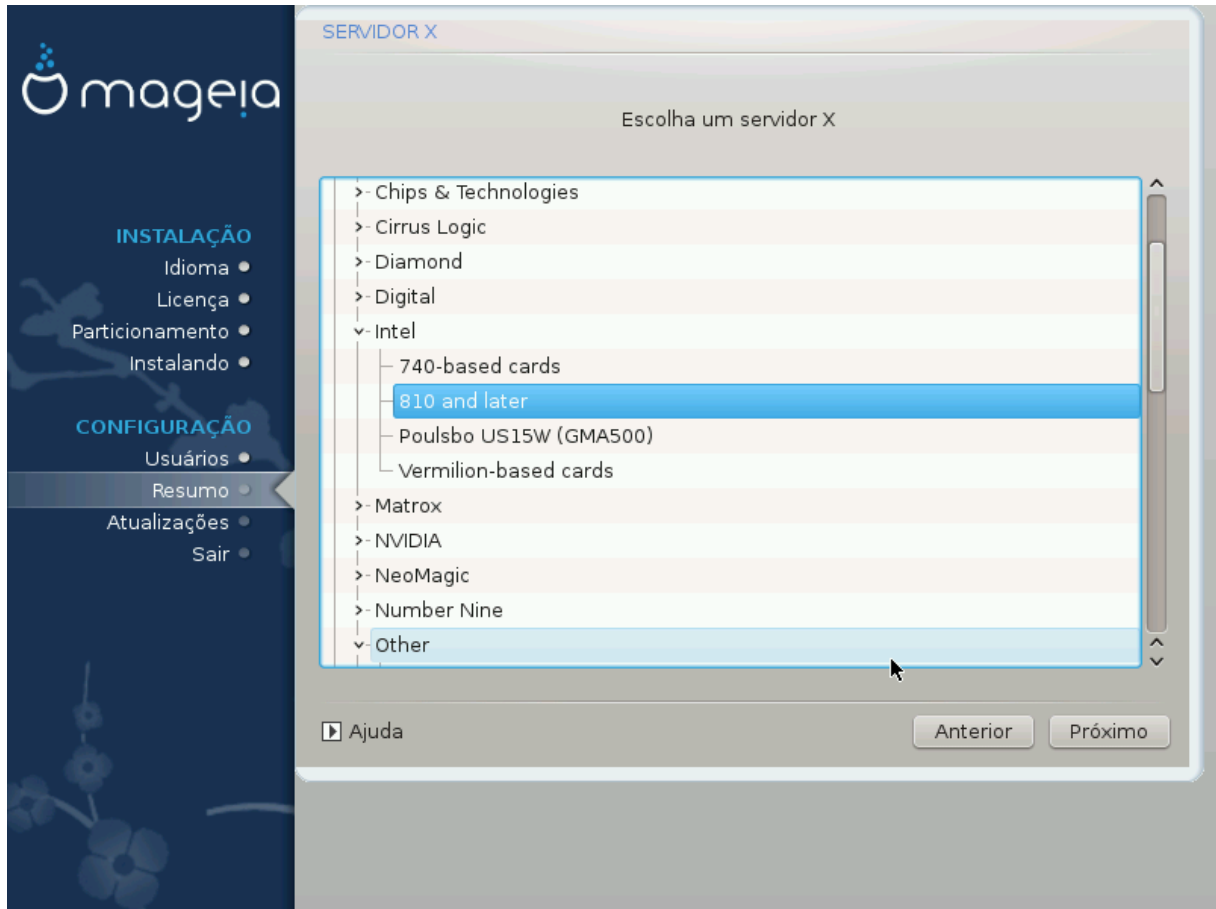 mageia
INSTALAÇÃO
Idioma
Licença
Particionamento
Instalando
CONFIGURAÇÃO
Usuários
Resumo
Atualizações
Sair
SERVIDOR X
Escolha um servidor X
Chips & Technologies
Cirrus Logic
Diamond
Digital
Intel
740-based cards
810 and later
Poulsbo US15W (GMA500)
Vermilion-based cards
Matrox
NVIDIA
NeoMagic
Number Nine
Other
Ajuda
Anterior
Próximo